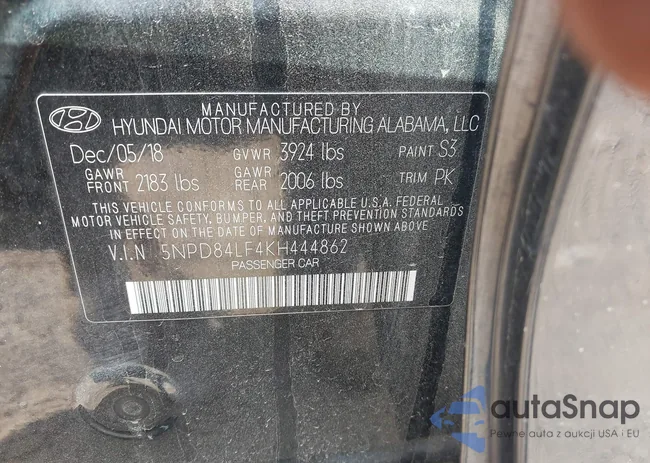 MANUFACTURED BY
HYUNDAI MOTOR MANUFACTURING ALABAMA, LLC
Dec/05/18 GVWR 3924 lbs PAINT S3
GAWR FRONT 2183 lbs GAWR REAR 2006 lbs TRIM PK
THIS VEHICLE CONFORMS TO ALL APPLICABLE U.S.A. FEDERAL
MOTOR VEHICLE SAFETY, BUMPER, AND THEFT PREVENTION STANDARDS
IN EFFECT ON THE DATE OF MANUFACTURE SHOWN ABOVE.
V.I.N 5NPD84LF4KH444862
PASSENGER CAR
autaSnap
Pewne auta z aukcji USA i EU